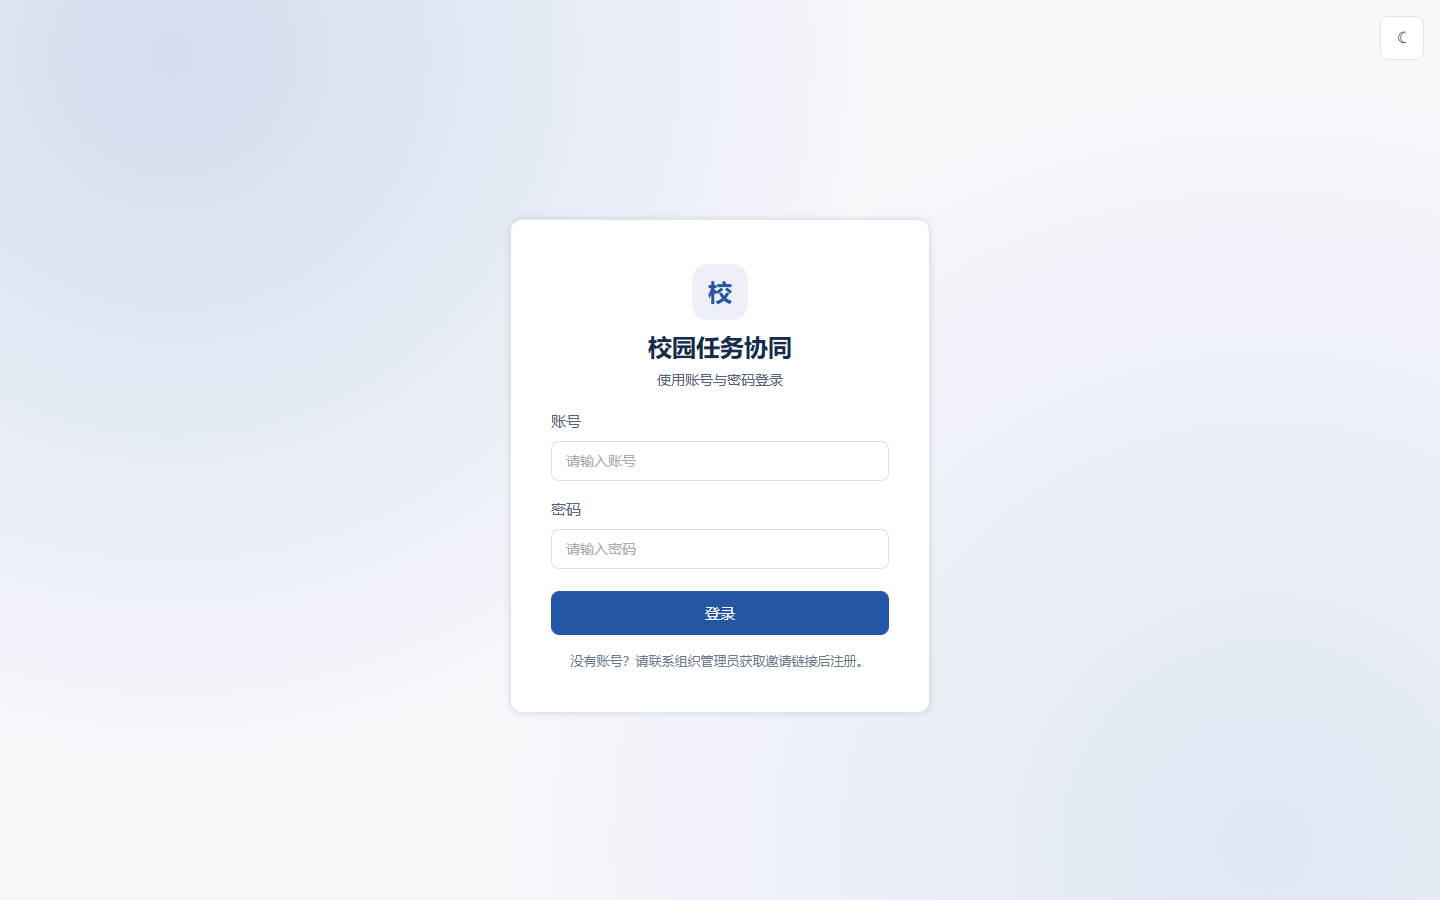 校
校园任务协同
使用账号与密码登录
账号
请输入账号
密码
请输入密码
登录
没有账号？请联系组织管理员获取邀请链接后注册。